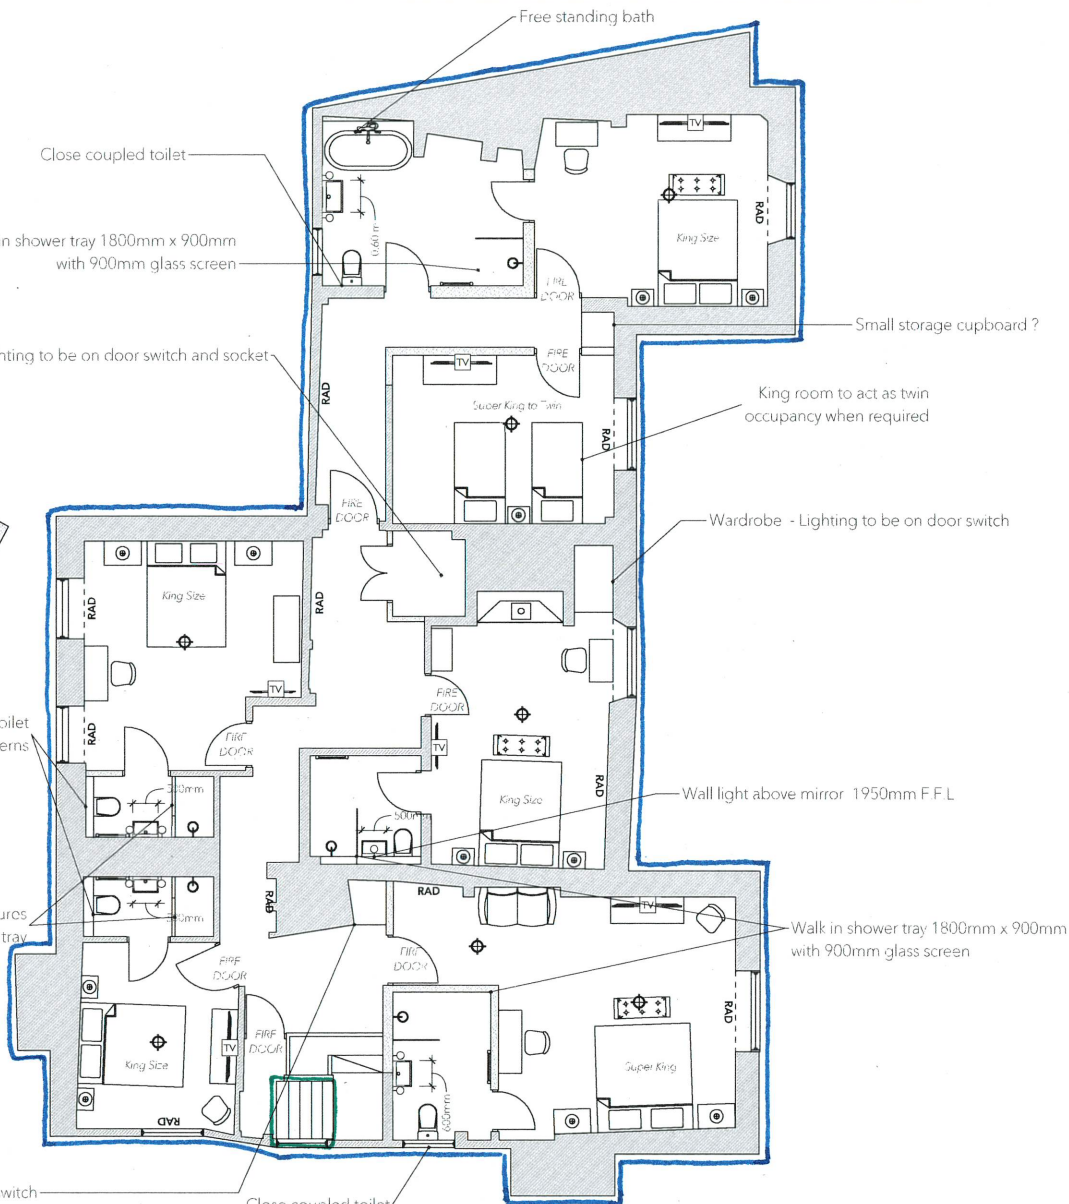 Free standing bath
Close coupled toilet
TV
RAD
0.60 m
King Size
in shower tray 1800mm x 900mm
with 900mm glass screen
FIRE
DOOR
Small storage cupboard ?
hting to be on door switch and socket
FIRE
DOOR
TV
RAD
Super King to Twin
King room to act as twin
occupancy when required
RAD
FIRE
DOOR
Wardrobe - Lighting to be on door switch
King Size
RAD
RAD
TV
FIRE
DOOR
oilet
erns
RAD
FIRE
DOOR
TV
RAD
King Size
Wall light above mirror 1950mm F.F.L
500mm
RAD
RAD
TV
ures
tray
Walk in shower tray 1800mm x 900mm
with 900mm glass screen
FIRE
DOOR
FIRE
DOOR
RAD
FIRE
DOOR
King Size
TV
Super King
600mm
RAD
witch
Close coupled toilet